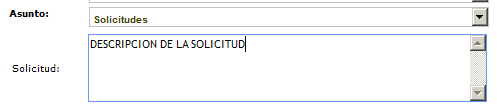 Asunto:
Solicitudes
DESCRIPCION DE LA SOLICITUD
Solicitud: